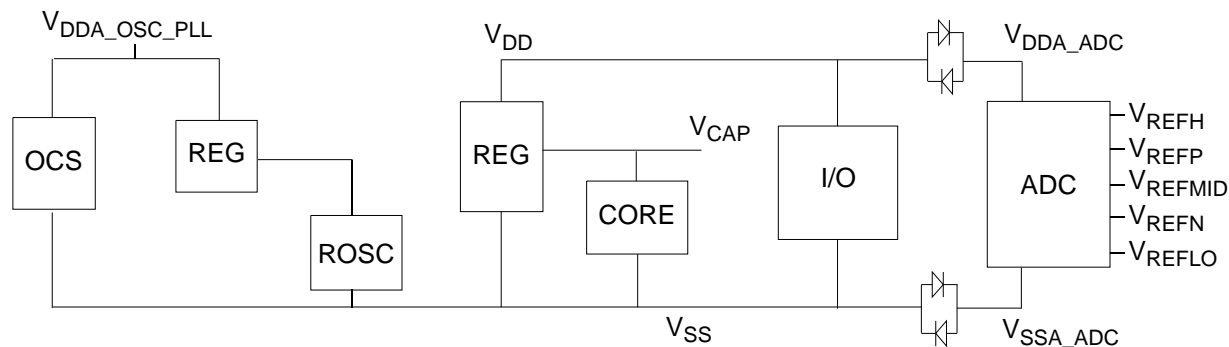 VDDA_OSC_PLL
VDD
VDDA_ADC
OCS
REG
ROSC
REG
VCAP
CORE
I/O
ADC
VREFH
VREFP
VREFMID
VREFN
VREFLO
VSS
VSSA_ADC